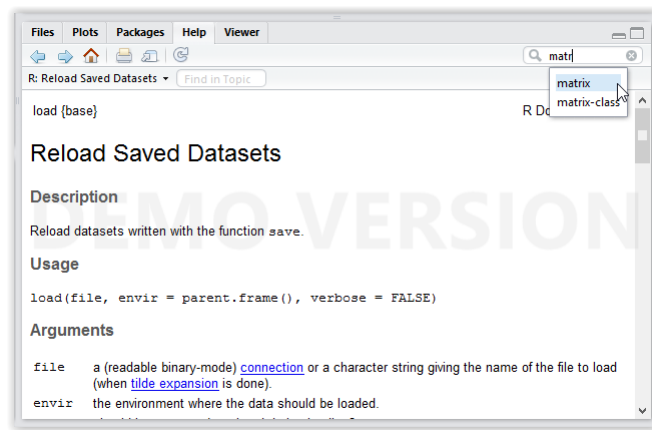 Files Plots Packages Help Viewer
matr
R: Reload Saved Datasets Find in Topic
matrix
matrix-class
load {base} R Do
Reload Saved Datasets
Description
DEMO VERSION
Reload datasets written with the function save.
Usage
load(file, envir = parent.frame(), verbose = FALSE)
Arguments
file a (readable binary-mode) connection or a character string giving the name of the file to load
(when tilde expansion is done).
envir the environment where the data should be loaded.